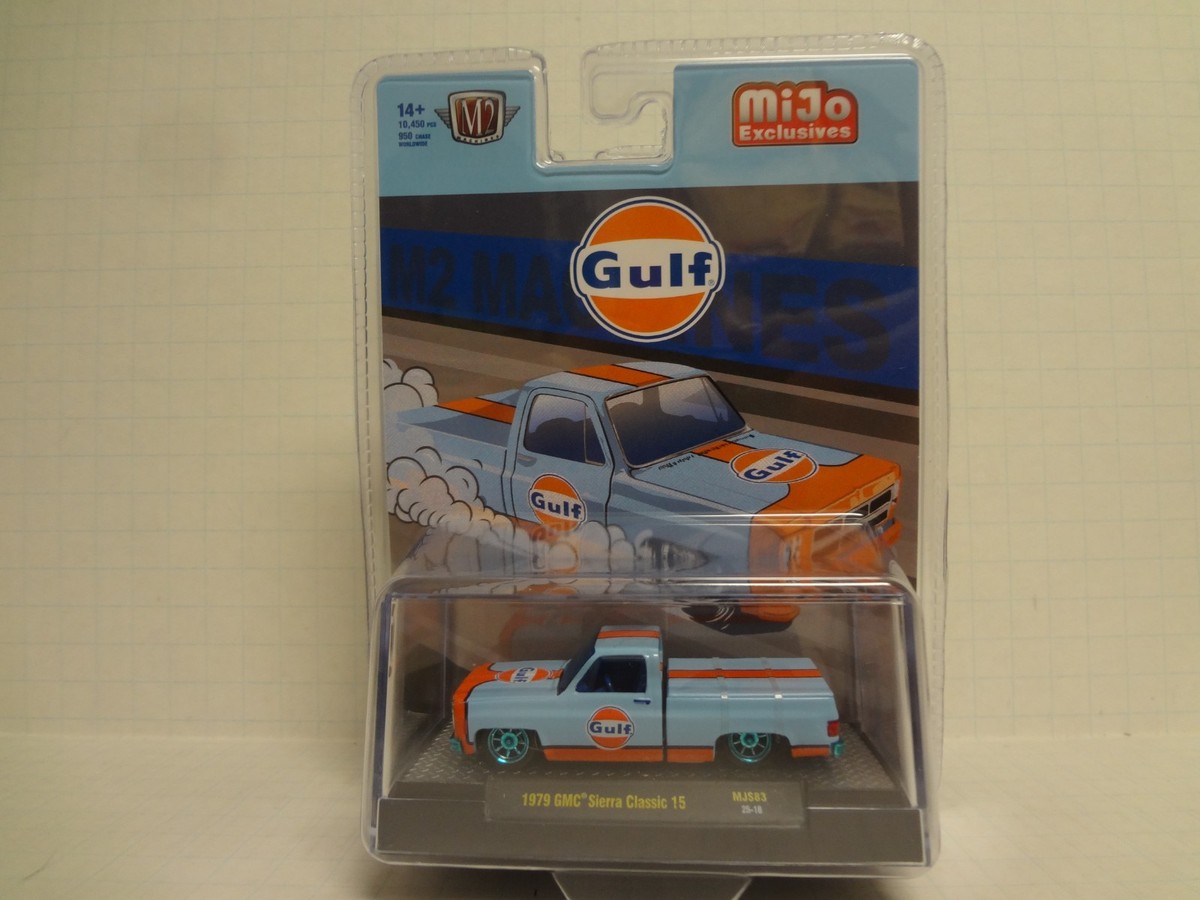 14+
10,450 PCS
950 CHASE
WORLDWIDE
M2
MACHINES
MiJo
Exclusives
Gulf
M2 MACHINES
Gulf
Gulf
Gulf
Gulf
1979 GMC® Sierra Classic 15
MJS83
25-18